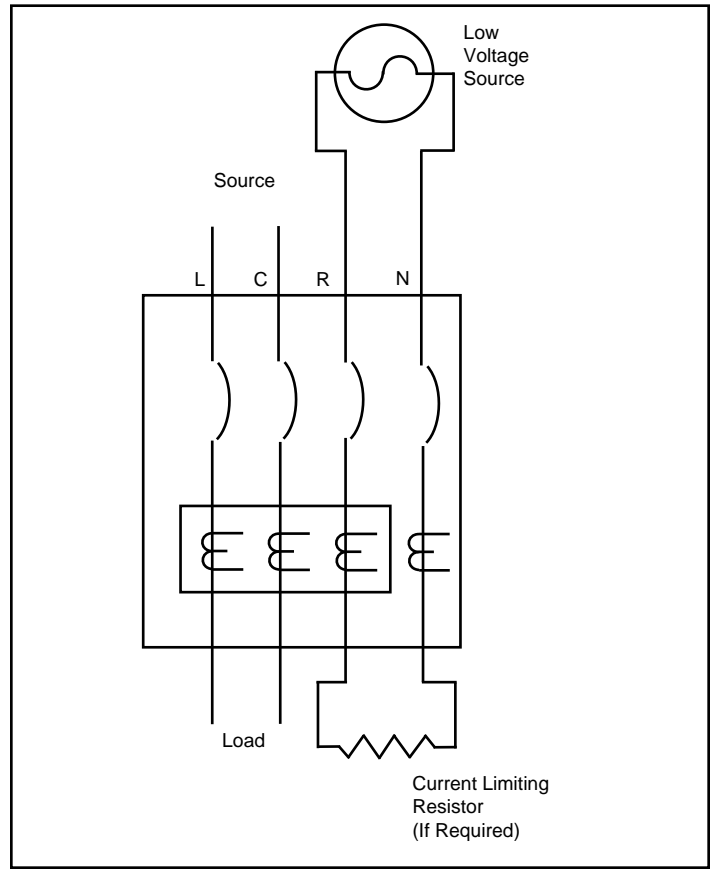 Low
Voltage
Source
Source
L C R N
Load
Current Limiting
Resistor
(If Required)